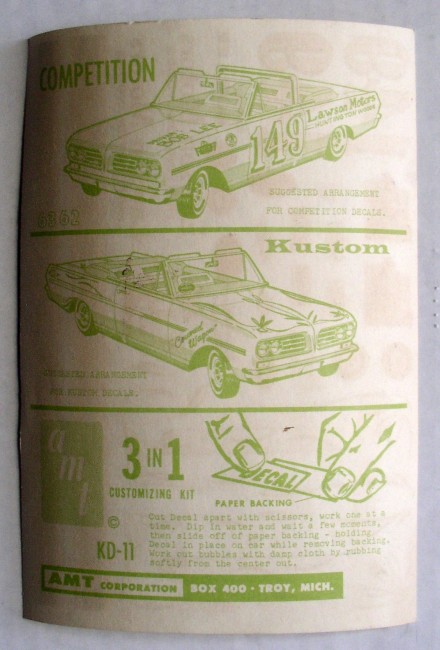 COMPETITION
149
Lawson Motors
HUNTINGTON WOODS
SUGGESTED ARRANGEMENT
FOR COMPETITION DECALS.
Kustom
SUGGESTED ARRANGEMENT
FOR CUSTOM DECALS.
amt
3 IN 1
CUSTOMIZING KIT
DECAL
PAPER BACKING
©
KD-11
Cut Decal apart with scissors, work one at a
time. Dip in water and wait a few moments,
then slide off of paper backing - holding
Decal in place on car while removing backing.
Work out bubbles with damp cloth by rubbing
softly from the center out.
AMT CORPORATION BOX 400 - TROY, MICH.